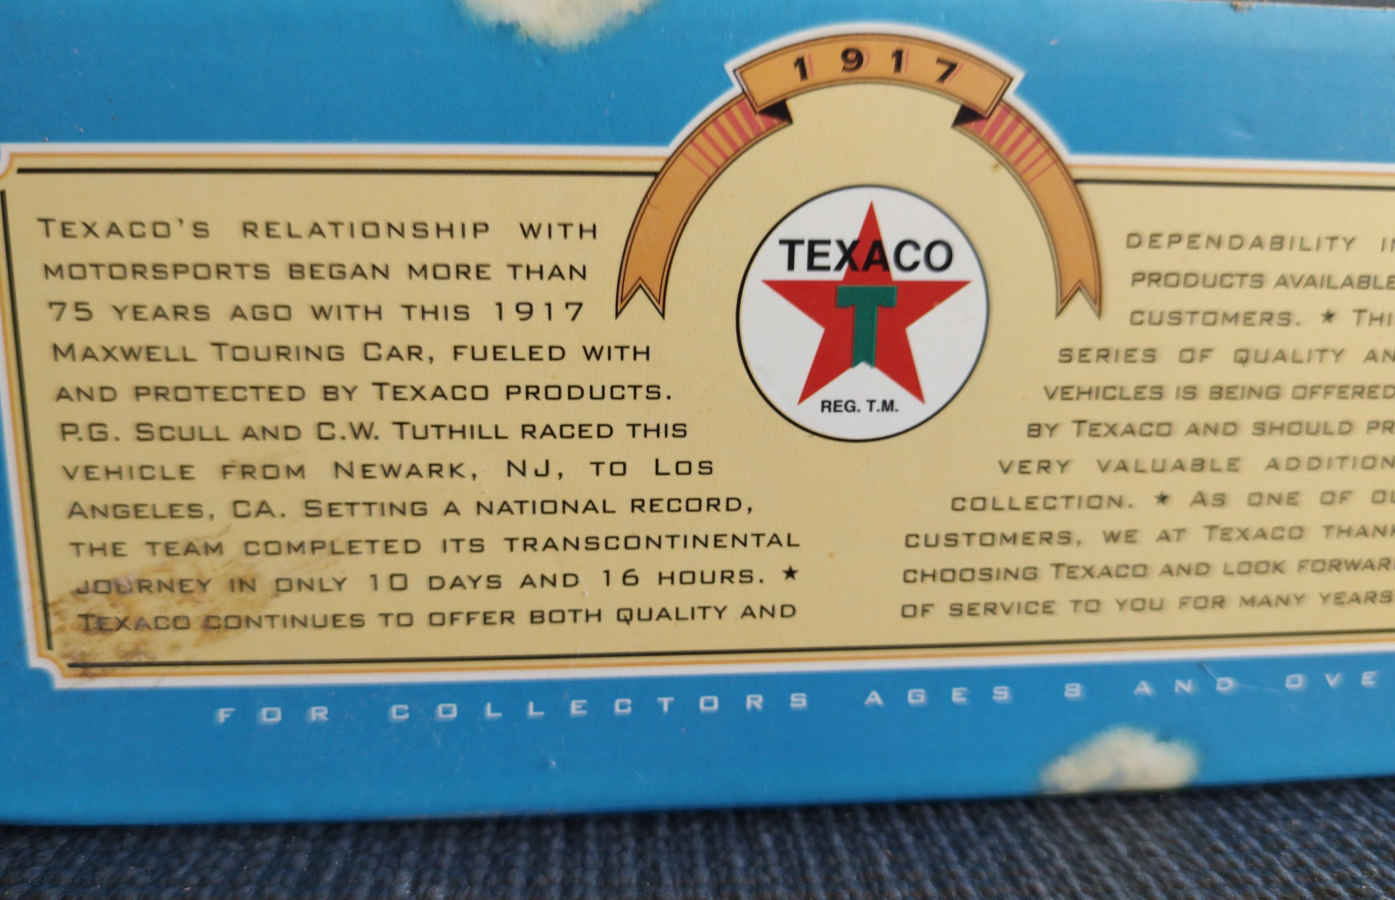 1917
TEXACO
T
REG. T.M.
TEXACO'S RELATIONSHIP WITH
MOTORSPORTS BEGAN MORE THAN
75 YEARS AGO WITH THIS 1917
MAXWELL TOURING CAR, FUELED WITH
AND PROTECTED BY TEXACO PRODUCTS.
P.G. SCULL AND C.W. TUTHILL RACED THIS
VEHICLE FROM NEWARK, NJ, TO LOS
ANGELES, CA. SETTING A NATIONAL RECORD,
THE TEAM COMPLETED ITS TRANSCONTINENTAL
JOURNEY IN ONLY 10 DAYS AND 16 HOURS. ★
TEXACO CONTINUES TO OFFER BOTH QUALITY AND
DEPENDABILITY
PRODUCTS AVAILABLE
CUSTOMERS. ★
SERIES OF QUALITY
VEHICLES IS BEING OFFERED
BY TEXACO AND SHOULD
VERY VALUABLE ADDITION
COLLECTION. ★ AS ONE OF
CUSTOMERS, WE AT TEXACO THANK
CHOOSING TEXACO AND LOOK
OF SERVICE TO YOU FOR MANY YEARS
FOR COLLECTORS AGES 8 AND